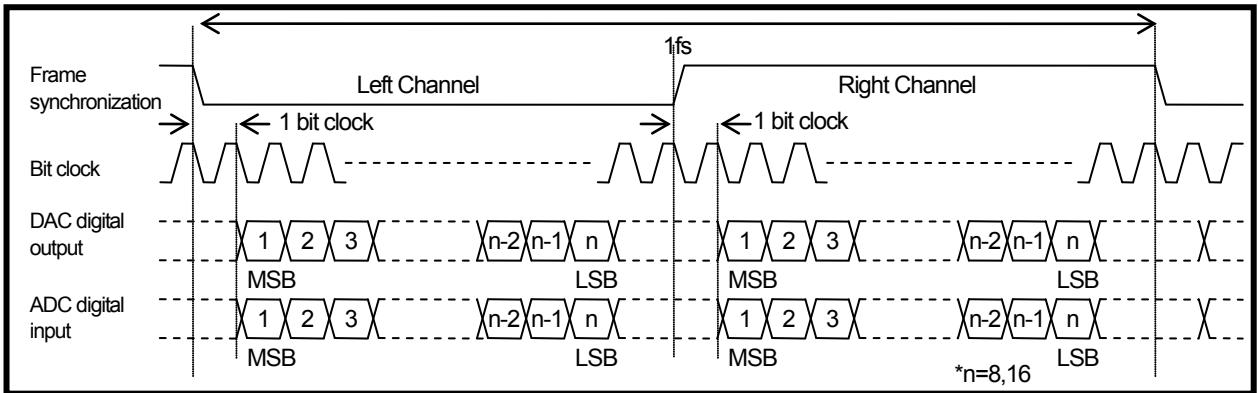 1fs
Frame
synchronization
Left Channel
Right Channel
1 bit clock
1 bit clock
Bit clock
DAC digital
output
1 2 3 n-2 n-1 n 1 2 3 n-2 n-1 n
MSB LSB MSB LSB
ADC digital
input
1 2 3 n-2 n-1 n 1 2 3 n-2 n-1 n
MSB LSB MSB LSB
*n=8,16